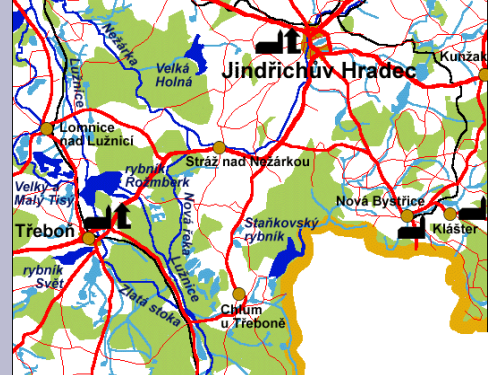 Nežárka
Lužnice
Velká
Holná
Jindřichův Hradec
Kunžak
Lomnice
nad Lužnicí
Stráž nad Nežárkou
rybník
Rožmberk
Velký a
Malý Tisý
Nová řeka
Nová Bystřice
Staňkovský
rybník
Klášter
Třeboň
rybník
Svět
Lužnice
Zlatá stoka
Chlum
u Třeboně